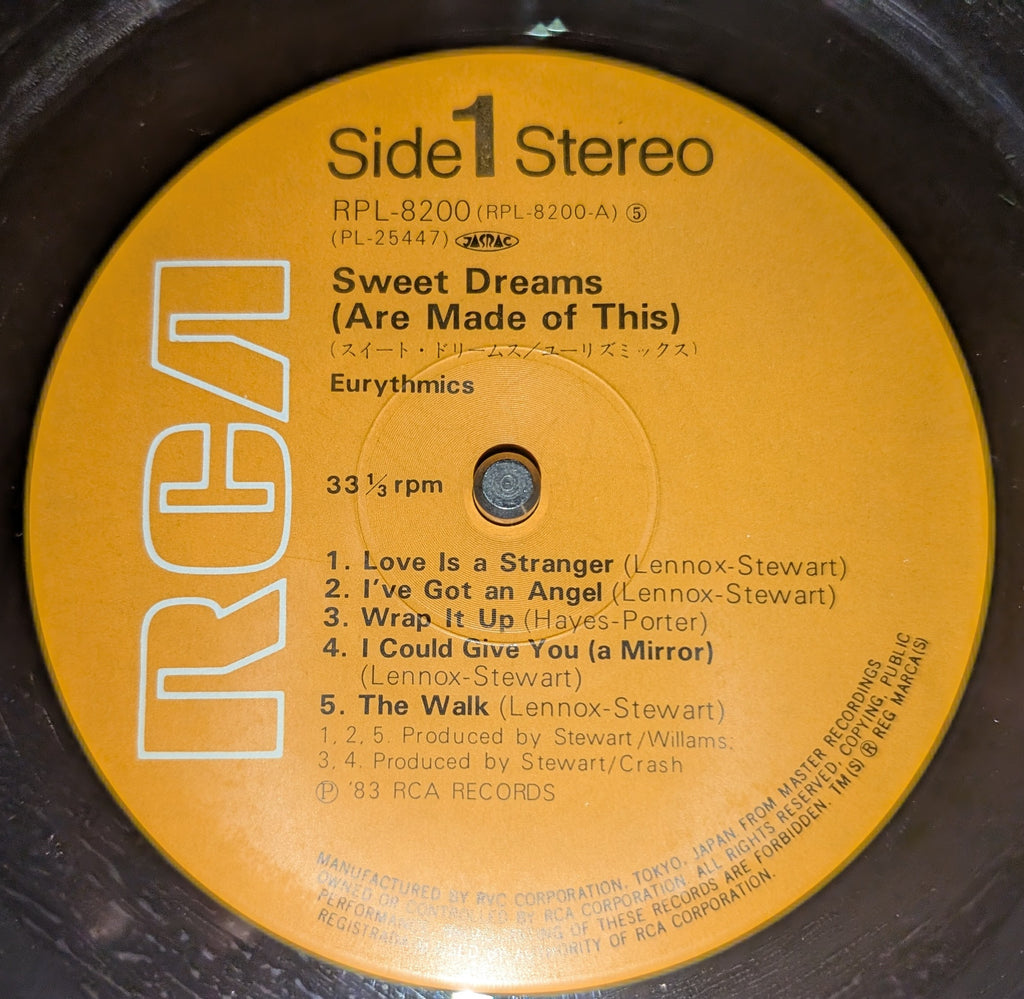 RCA
Side 1 Stereo
RPL-8200 (RPL-8200-A) ⑤
(PL-25447) JASRAC
Sweet Dreams
(Are Made of This)
(スイート・ドリームス/ユーリズミックス)
Eurythmics
33 1/3 rpm
1. Love Is a Stranger (Lennox-Stewart)
2. I've Got an Angel (Lennox-Stewart)
3. Wrap It Up (Hayes-Porter)
4. I Could Give You (a Mirror)
(Lennox-Stewart)
5. The Walk (Lennox-Stewart)
1, 2, 5. Produced by Stewart/Willams:
3, 4. Produced by Stewart/Crash
Ⓟ '83 RCA RECORDS
MANUFACTURED BY RVC CORPORATION, TOKYO, JAPAN FROM MASTER RECORDINGS
OWNED OR CONTROLLED BY RCA CORPORATION. ALL RIGHTS RESERVED, COPYING, PUBLIC
OF THESE RECORDS ARE FORBIDDEN. TM(S) ® REG MARCA(S)
OF RCA CORPORATION.